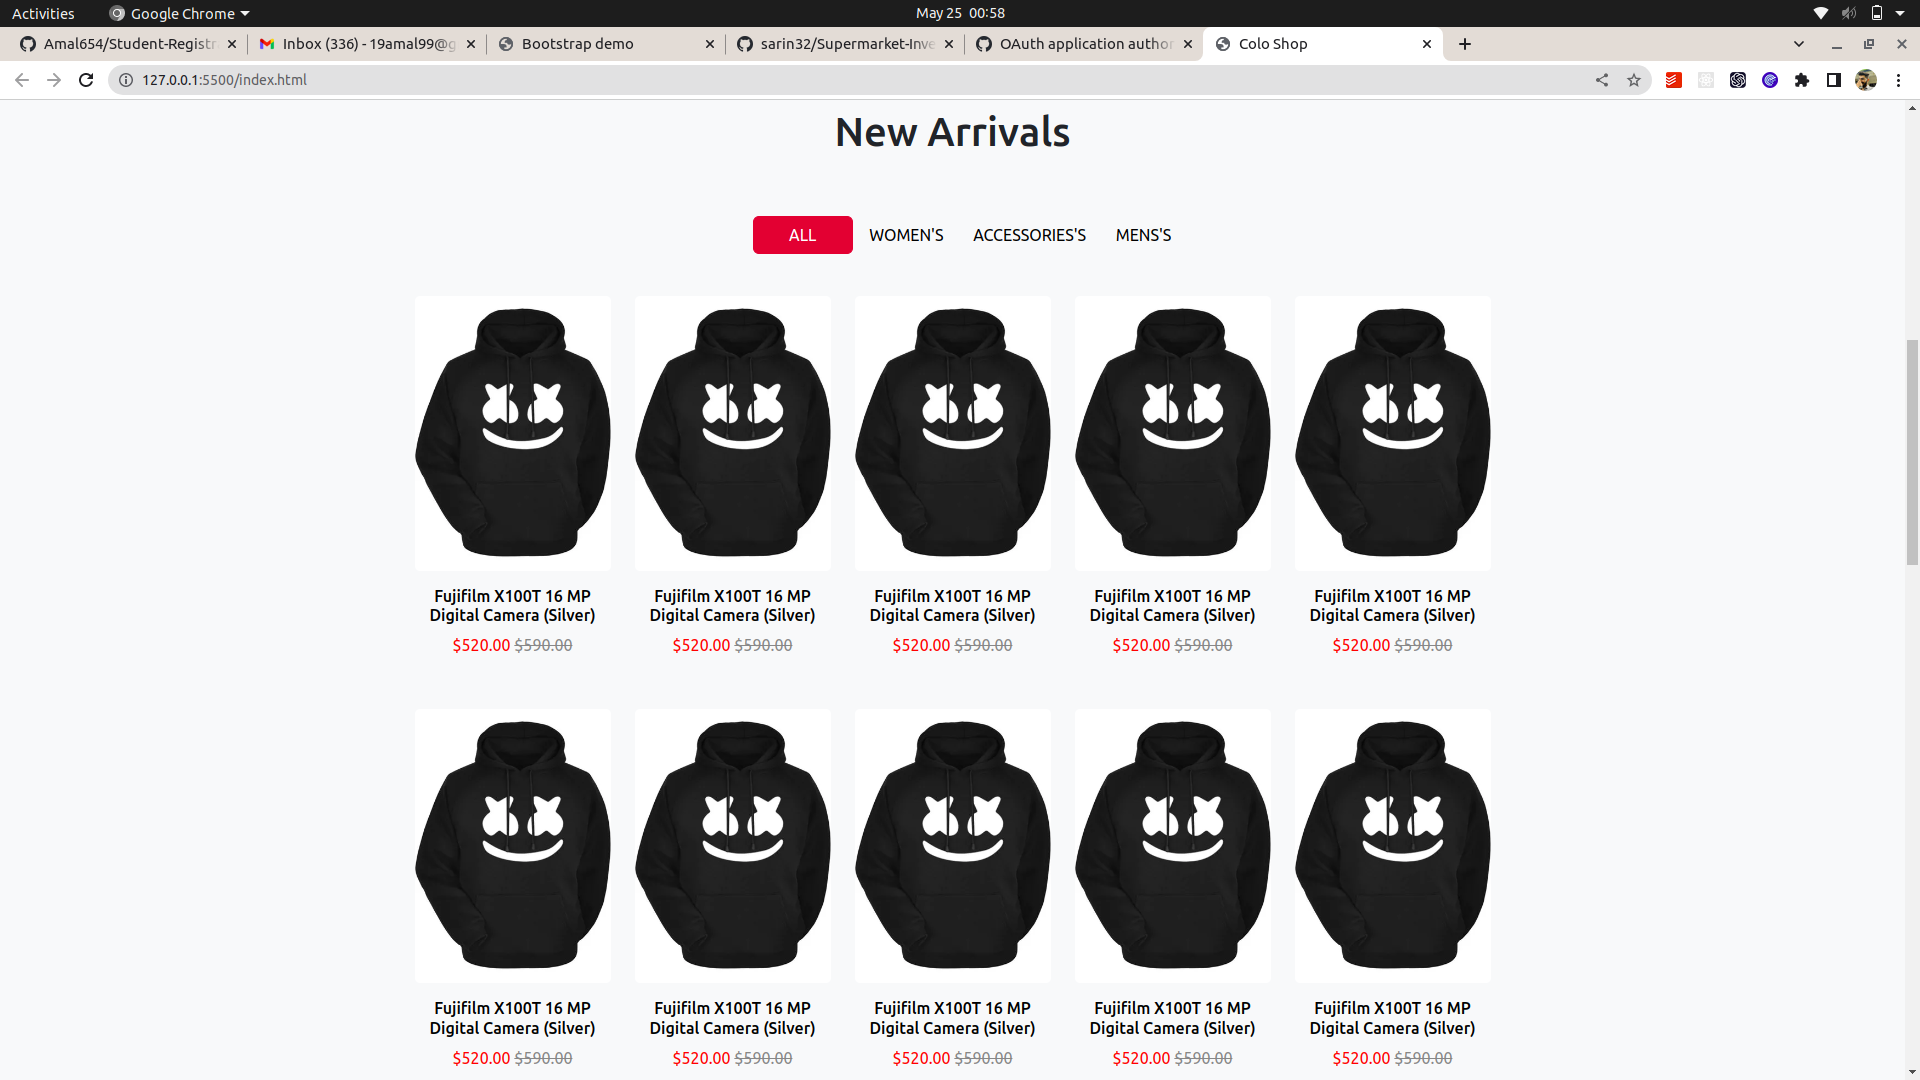 Activities Google Chrome May 25 00:58
Amal654/Student-Registr Inbox (336) - 19amal99@g Bootstrap demo sarin32/Supermarket-Inve OAuth application author Colo Shop
127.0.0.1:5500/index.html
New Arrivals
ALL WOMEN'S ACCESSORIES'S MENS'S
Fujifilm X100T 16 MP Fujifilm X100T 16 MP Fujifilm X100T 16 MP Fujifilm X100T 16 MP Fujifilm X100T 16 MP
Digital Camera (Silver) Digital Camera (Silver) Digital Camera (Silver) Digital Camera (Silver) Digital Camera (Silver)
$520.00 $590.00 $520.00 $590.00 $520.00 $590.00 $520.00 $590.00 $520.00 $590.00
Fujifilm X100T 16 MP Fujifilm X100T 16 MP Fujifilm X100T 16 MP Fujifilm X100T 16 MP Fujifilm X100T 16 MP
Digital Camera (Silver) Digital Camera (Silver) Digital Camera (Silver) Digital Camera (Silver) Digital Camera (Silver)
$520.00 $590.00 $520.00 $590.00 $520.00 $590.00 $520.00 $590.00 $520.00 $590.00